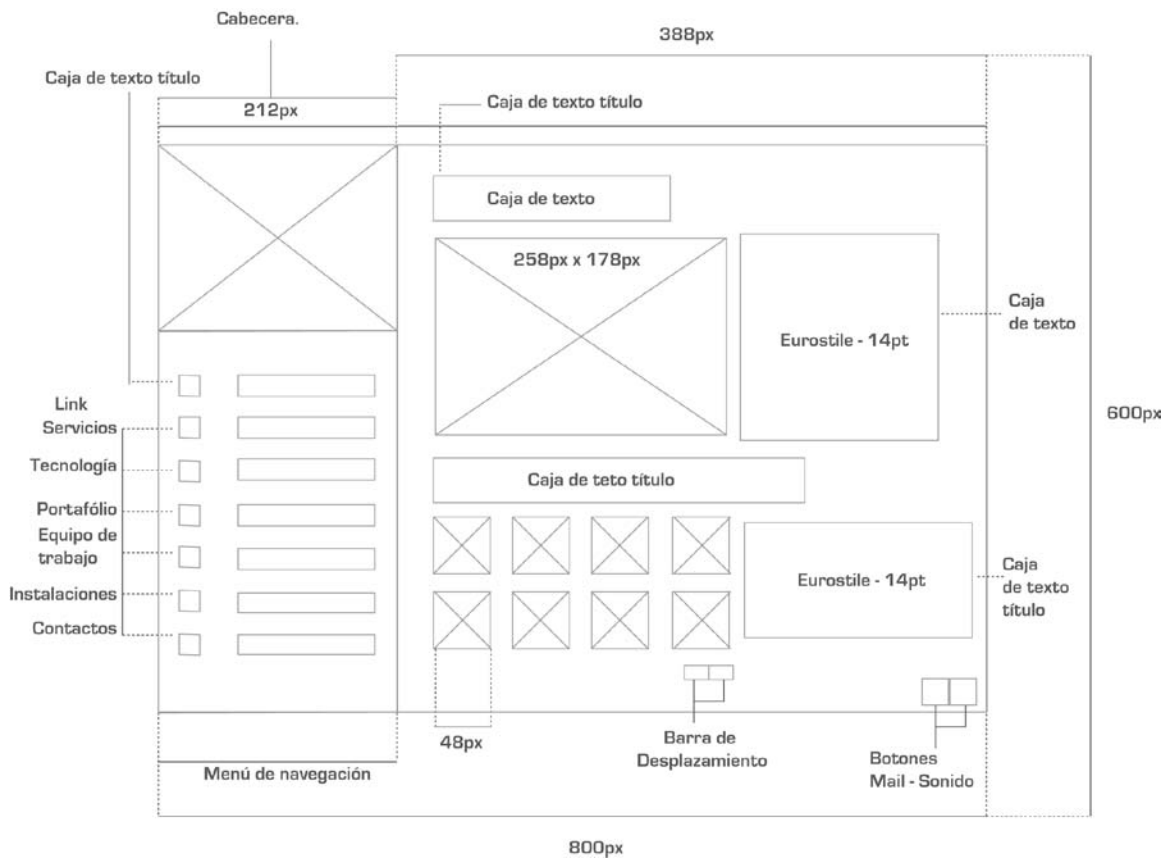 Cabecera.
388px
Caja de texto título
Caja de texto título
212px
Caja de texto
258px x 178px
Caja
de texto
Eurostile - 14pt
600px
Link
Servicios
Tecnología
Caja de teto título
Portafólio
Equipo de
trabajo
Eurostile - 14pt
Caja
de texto
título
Instalaciones
Contactos
48px
Barra de
Desplazamiento
Botones
Mail - Sonido
Menú de navegación
800px